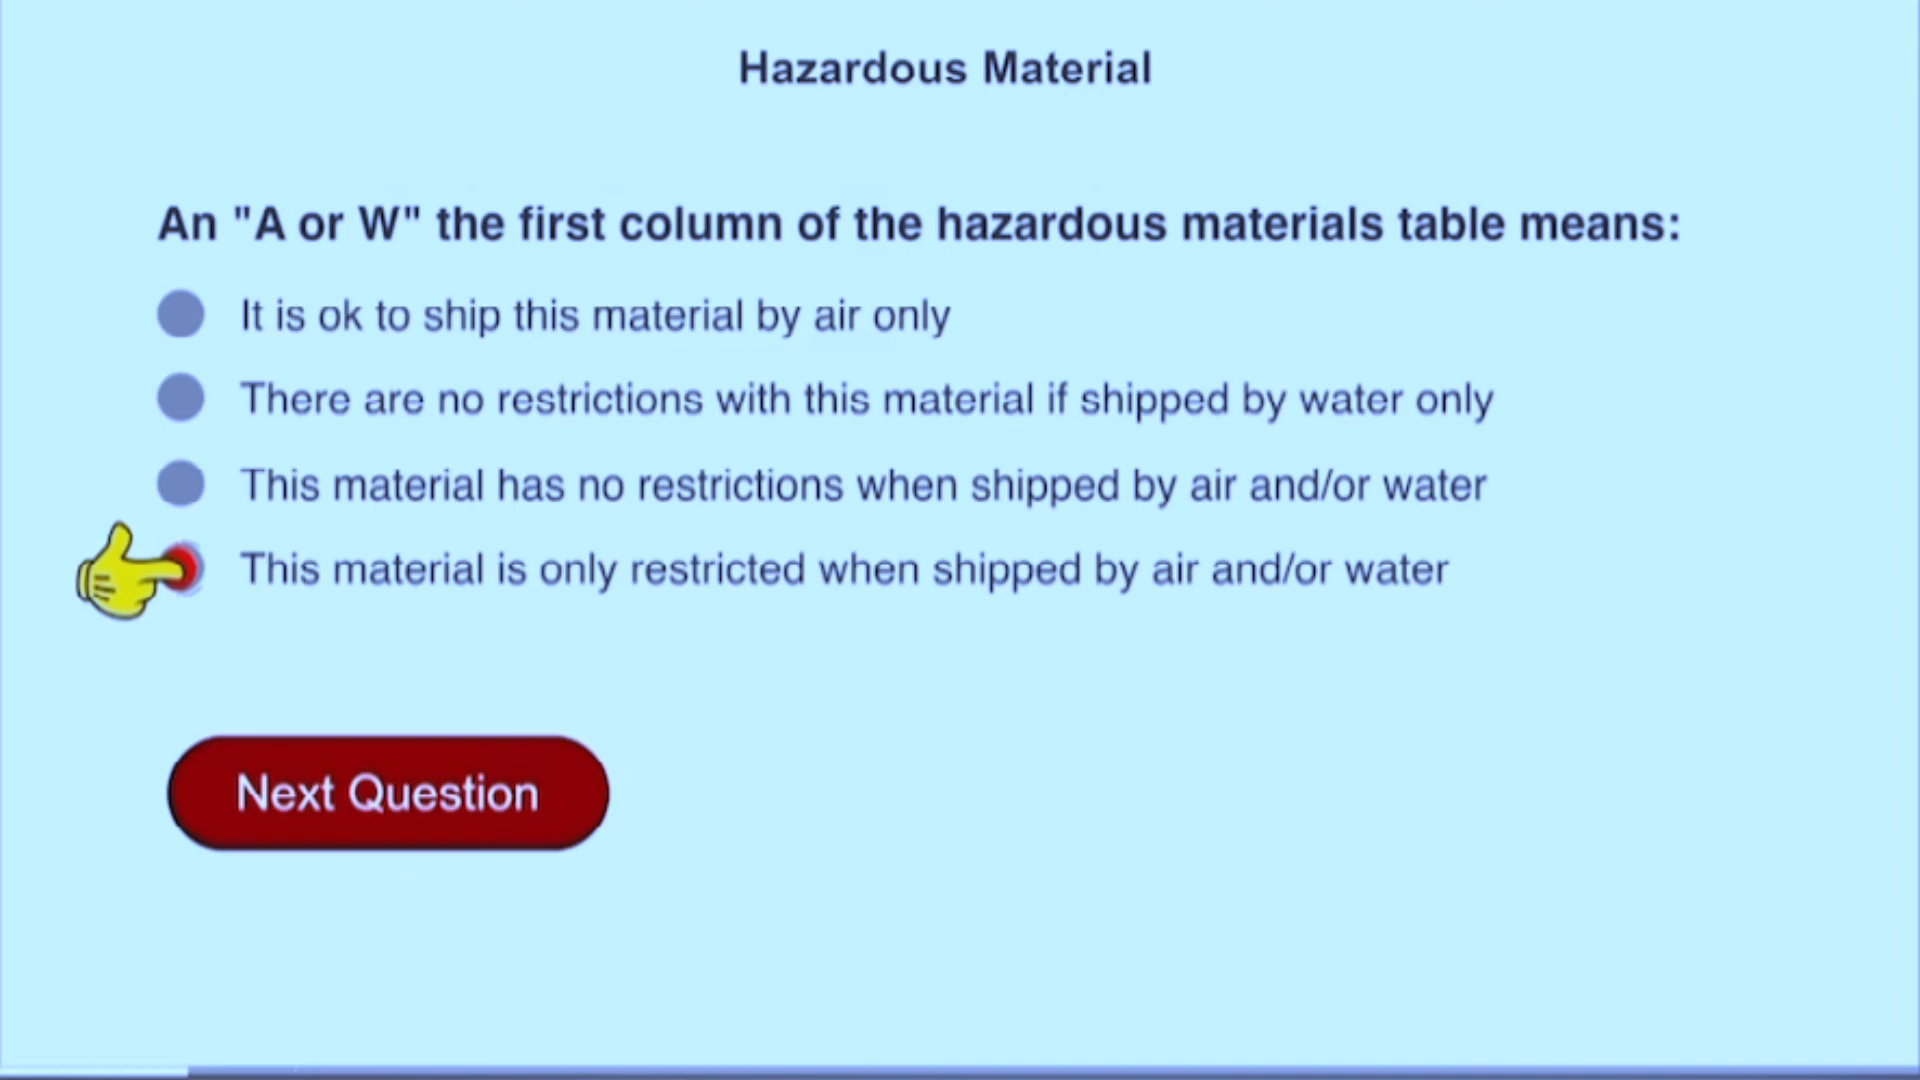 Hazardous Material
An "A or W" the first column of the hazardous materials table means:
It is ok to ship this material by air only
There are no restrictions with this material if shipped by water only
This material has no restrictions when shipped by air and/or water
This material is only restricted when shipped by air and/or water
Next Question